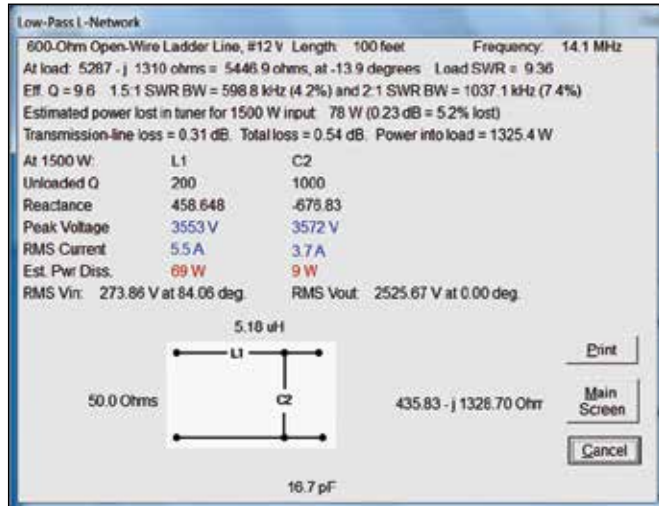 Low-Pass L-Network
600-Ohm Open-Wire Ladder Line, #12 V Length: 100 feet Frequency: 14.1 MHz
At load: 5287 - j 1310 ohms = 5446.9 ohms, at -13.9 degrees Load SWR = 9.36
Eff. Q = 9.6 1.5:1 SWR BW = 598.8 kHz (4.2%) and 2:1 SWR BW = 1037.1 kHz (7.4%)
Estimated power lost in tuner for 1500 W input: 78 W (0.23 dB = 5.2% lost)
Transmission-line loss = 0.31 dB. Total loss = 0.54 dB. Power into load = 1325.4 W
At 1500 W: L1 C2
Unloaded Q 200 1000
Reactance 458.648 -676.83
Peak Voltage 3553 V 3572 V
RMS Current 5.5 A 3.7 A
Est. Pwr Diss. 69 W 9 W
RMS Vin: 273.86 V at 84.06 deg. RMS Vout: 2525.67 V at 0.00 deg.
5.18 uH
L1
50.0 Ohms C2 435.83 - j 1328.70 Ohm
16.7 pF
Print
Main
Screen
Cancel